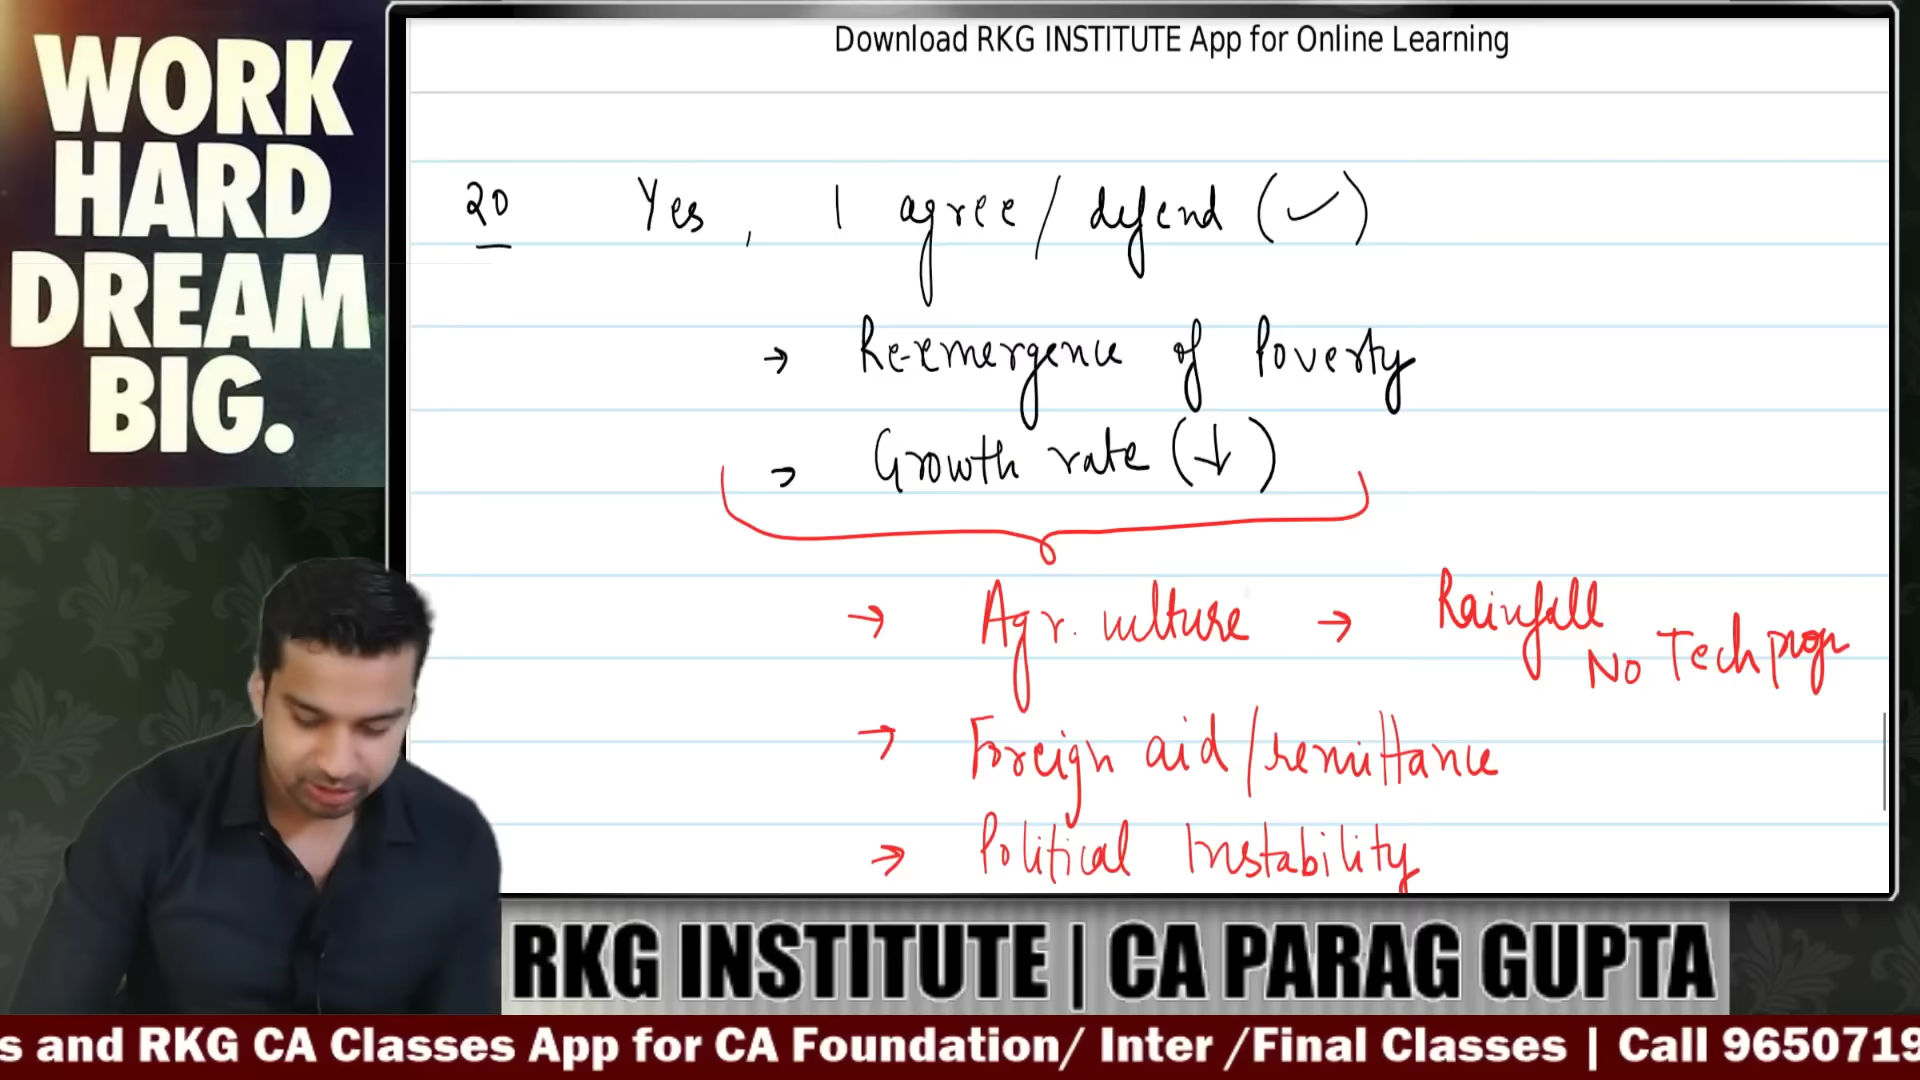 WORK
HARD
DREAM
BIG.
Download RKG INSTITUTE App for Online Learning
20 Yes, I agree / defend (✓)
→ Re-emergence of Poverty
→ Growth rate (↓)
→ Agriculture → Rainfall
No Tech progr
→ Foreign aid / remittance
→ Political Instability
RKG INSTITUTE | CA PARAG GUPTA
s and RKG CA Classes App for CA Foundation/ Inter /Final Classes | Call 9650719